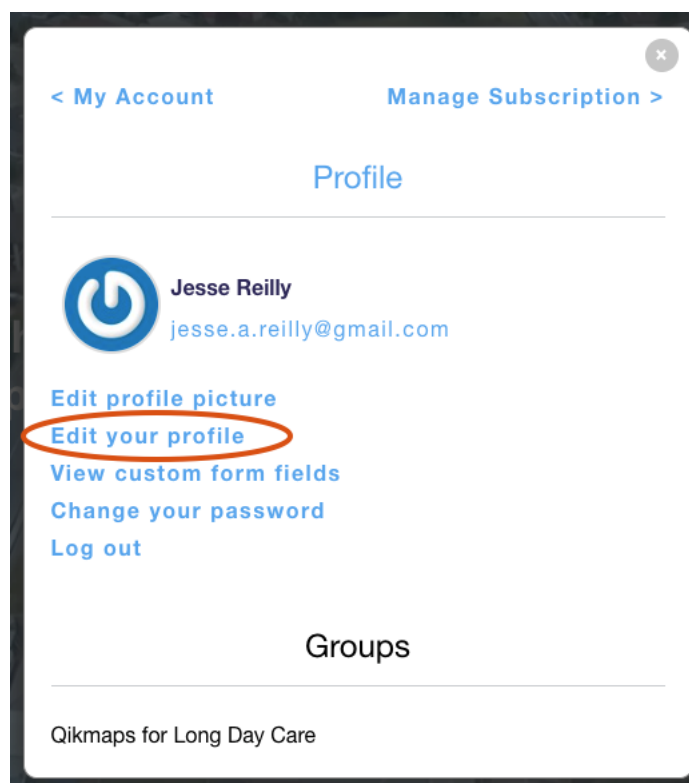 < My Account
Manage Subscription >
Profile
Jesse Reilly
jesse.a.reilly@gmail.com
Edit profile picture
Edit your profile
View custom form fields
Change your password
Log out
Groups
Qikmaps for Long Day Care